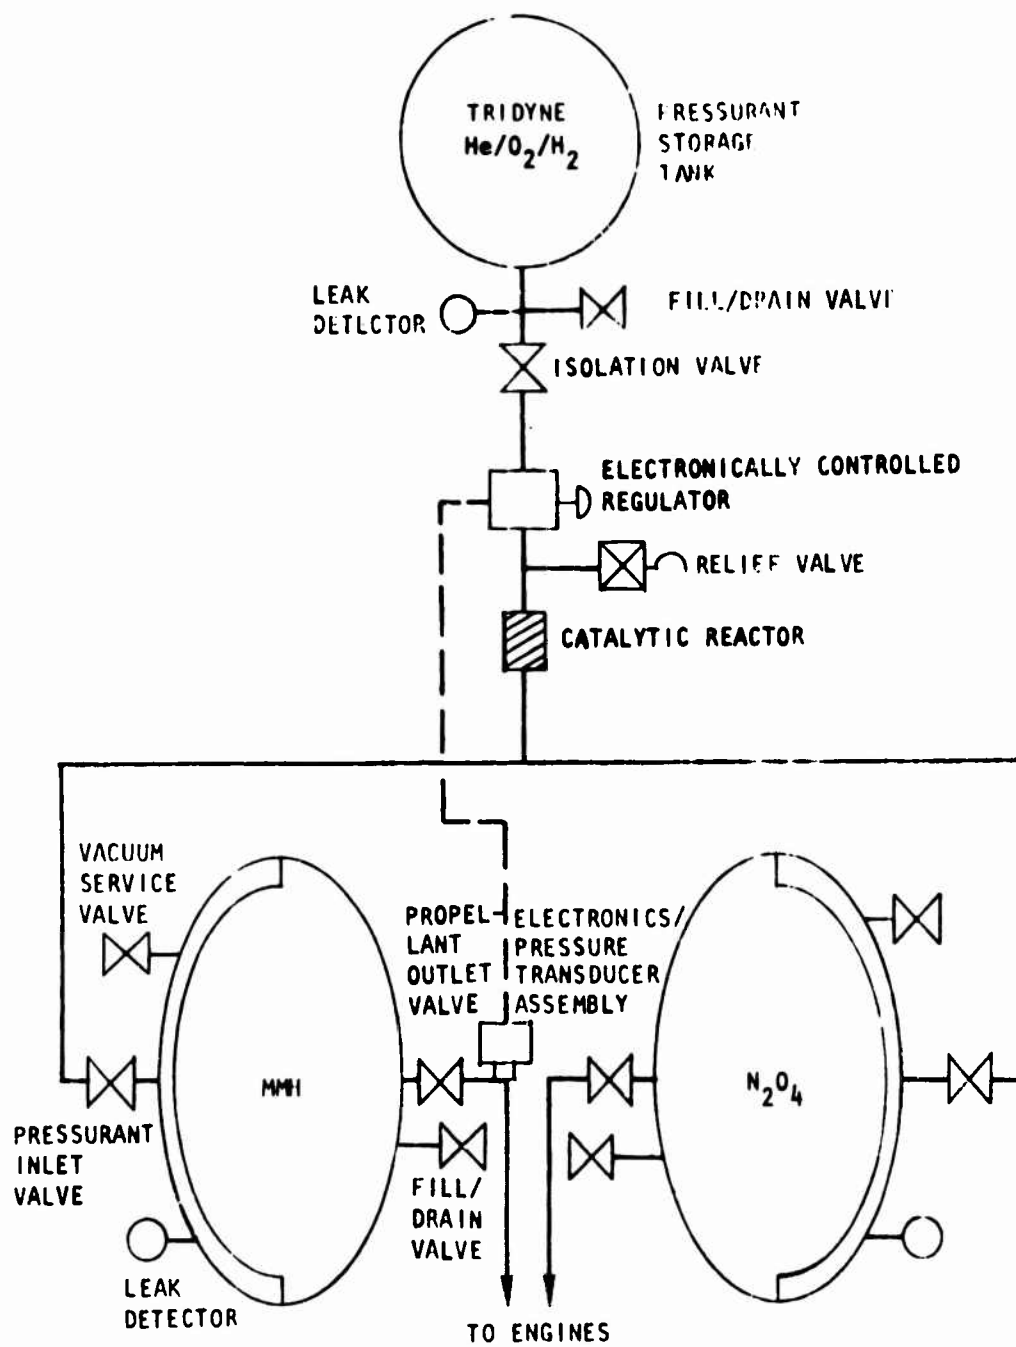 TRIDYNE
He/O2/H2
PRESSURANT
STORAGE
TANK
LEAK
DETECTOR
FILL/DRAIN VALVE
ISOLATION VALVE
ELECTRONICALLY CONTROLLED
REGULATOR
RELIEF VALVE
CATALYTIC REACTOR
VACUUM
SERVICE
VALVE
PROPEL-
LANT
OUTLET
VALVE
ELECTRONICS/
PRESSURE
TRANSDUCER
ASSEMBLY
MMH
N2O4
PRESSURANT
INLET
VALVE
FILL/
DRAIN
VALVE
LEAK
DETECTOR
TO ENGINES